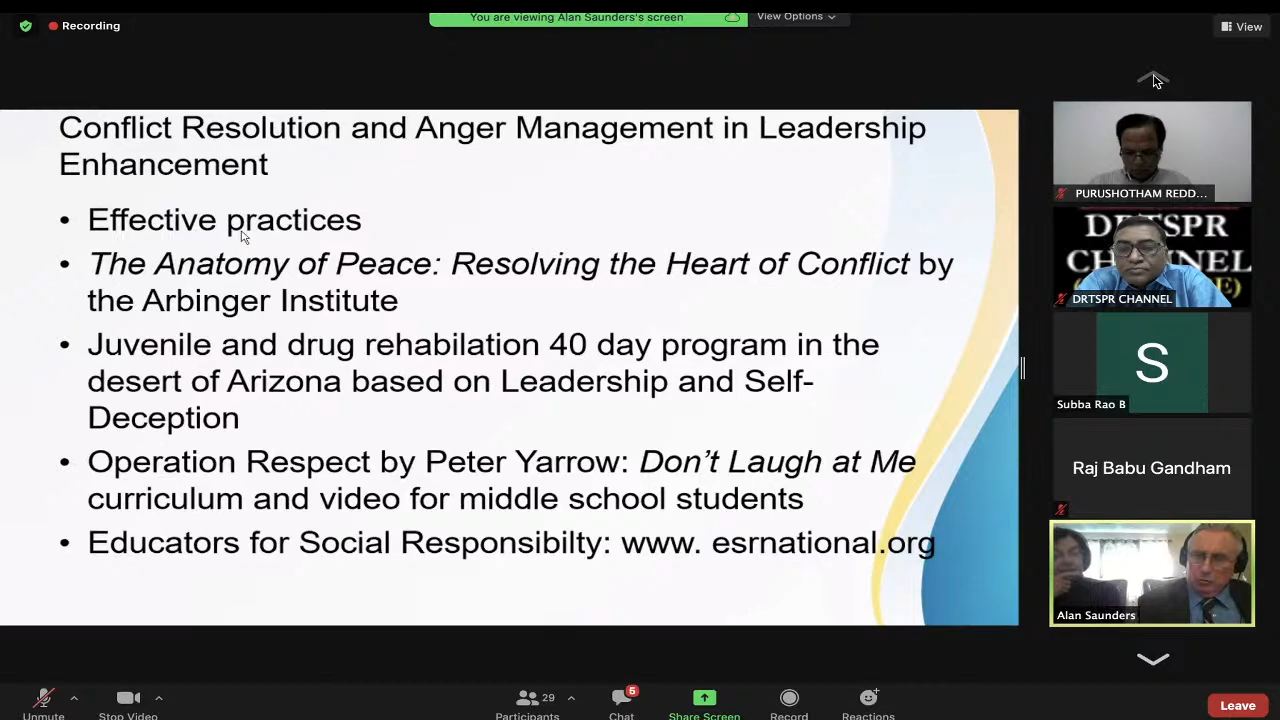 Recording
You are viewing Alan Saunders's screen
View Options
View
Conflict Resolution and Anger Management in Leadership
Enhancement
• Effective practices
• The Anatomy of Peace: Resolving the Heart of Conflict by
the Arbinger Institute
• Juvenile and drug rehabilation 40 day program in the
desert of Arizona based on Leadership and Self-
Deception
• Operation Respect by Peter Yarrow: Don't Laugh at Me
curriculum and video for middle school students
• Educators for Social Responsibilty: www. esrnational.org
PURUSHOTHAM REDD...
DRTSPR
CHANNEL
DRTSPR CHANNEL
S
Subba Rao B
Raj Babu Gandham
Alan Saunders
Unmute
Stop Video
29
Participants
5
Chat
Share Screen
Record
Reactions
Leave